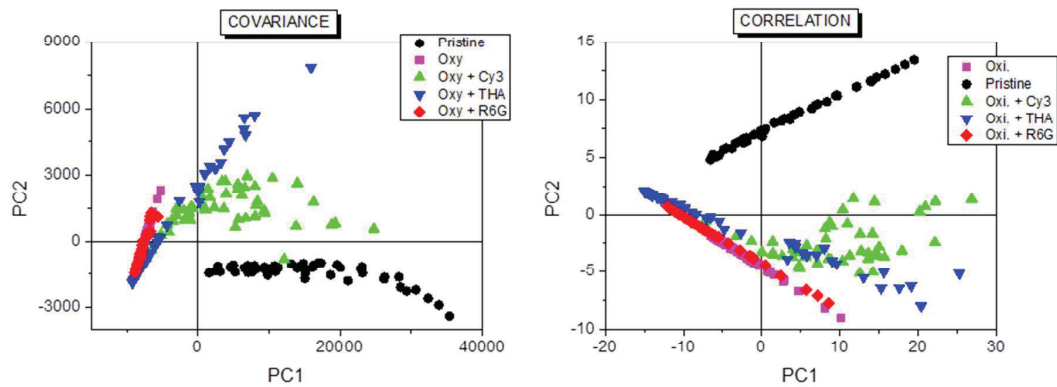 COVARIANCE
9000
6000
3000
0
-3000
0
20000
40000
PC2
PC1
Pristine
Oxy
Oxy + Cy3
Oxy + THA
Oxy + R6G
CORRELATION
15
10
5
0
-5
-10
-20
-10
0
10
20
30
PC2
PC1
Oxi.
Pristine
Oxi. + Cy3
Oxi. + THA
Oxi. + R6G